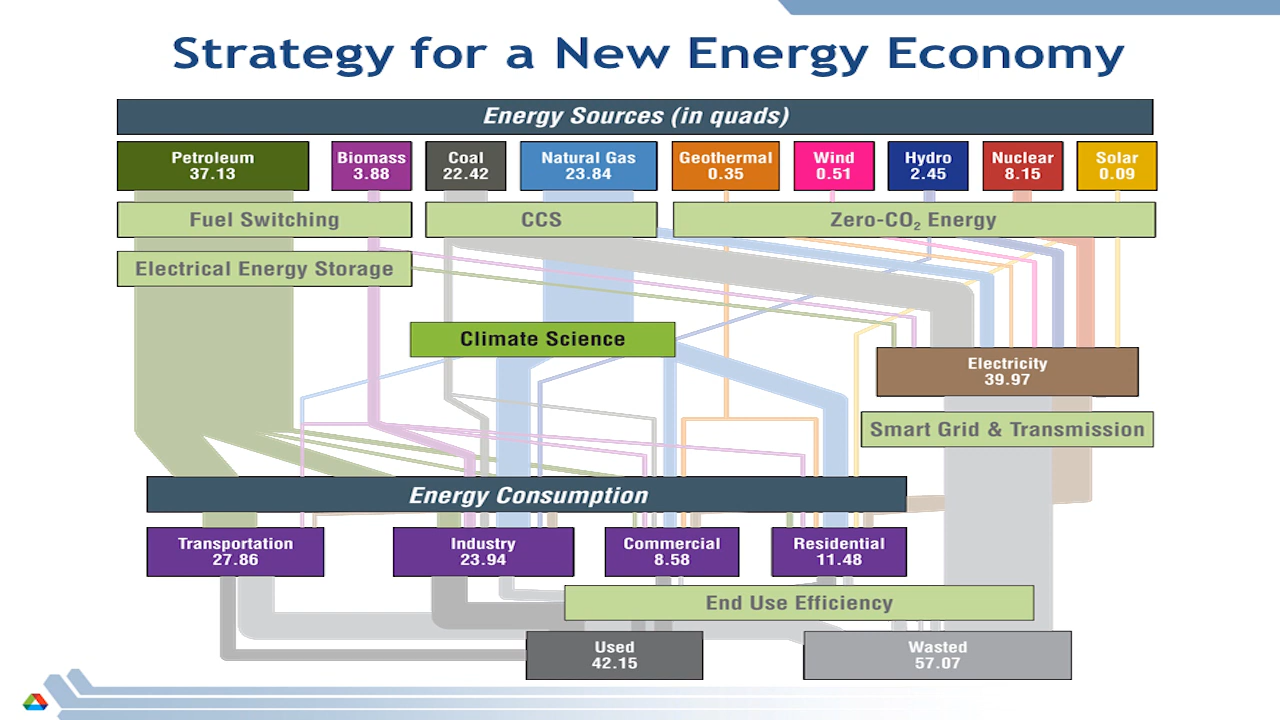 Strategy for a New Energy Economy
Energy Sources (in quads)
Petroleum
37.13
Biomass
3.88
Coal
22.42
Natural Gas
23.84
Geothermal
0.35
Wind
0.51
Hydro
2.45
Nuclear
8.15
Solar
0.09
Fuel Switching
CCS
Zero-CO₂ Energy
Electrical Energy Storage
Climate Science
Electricity
39.97
Smart Grid & Transmission
Energy Consumption
Transportation
27.86
Industry
23.94
Commercial
8.58
Residential
11.48
End Use Efficiency
Used
42.15
Wasted
57.07